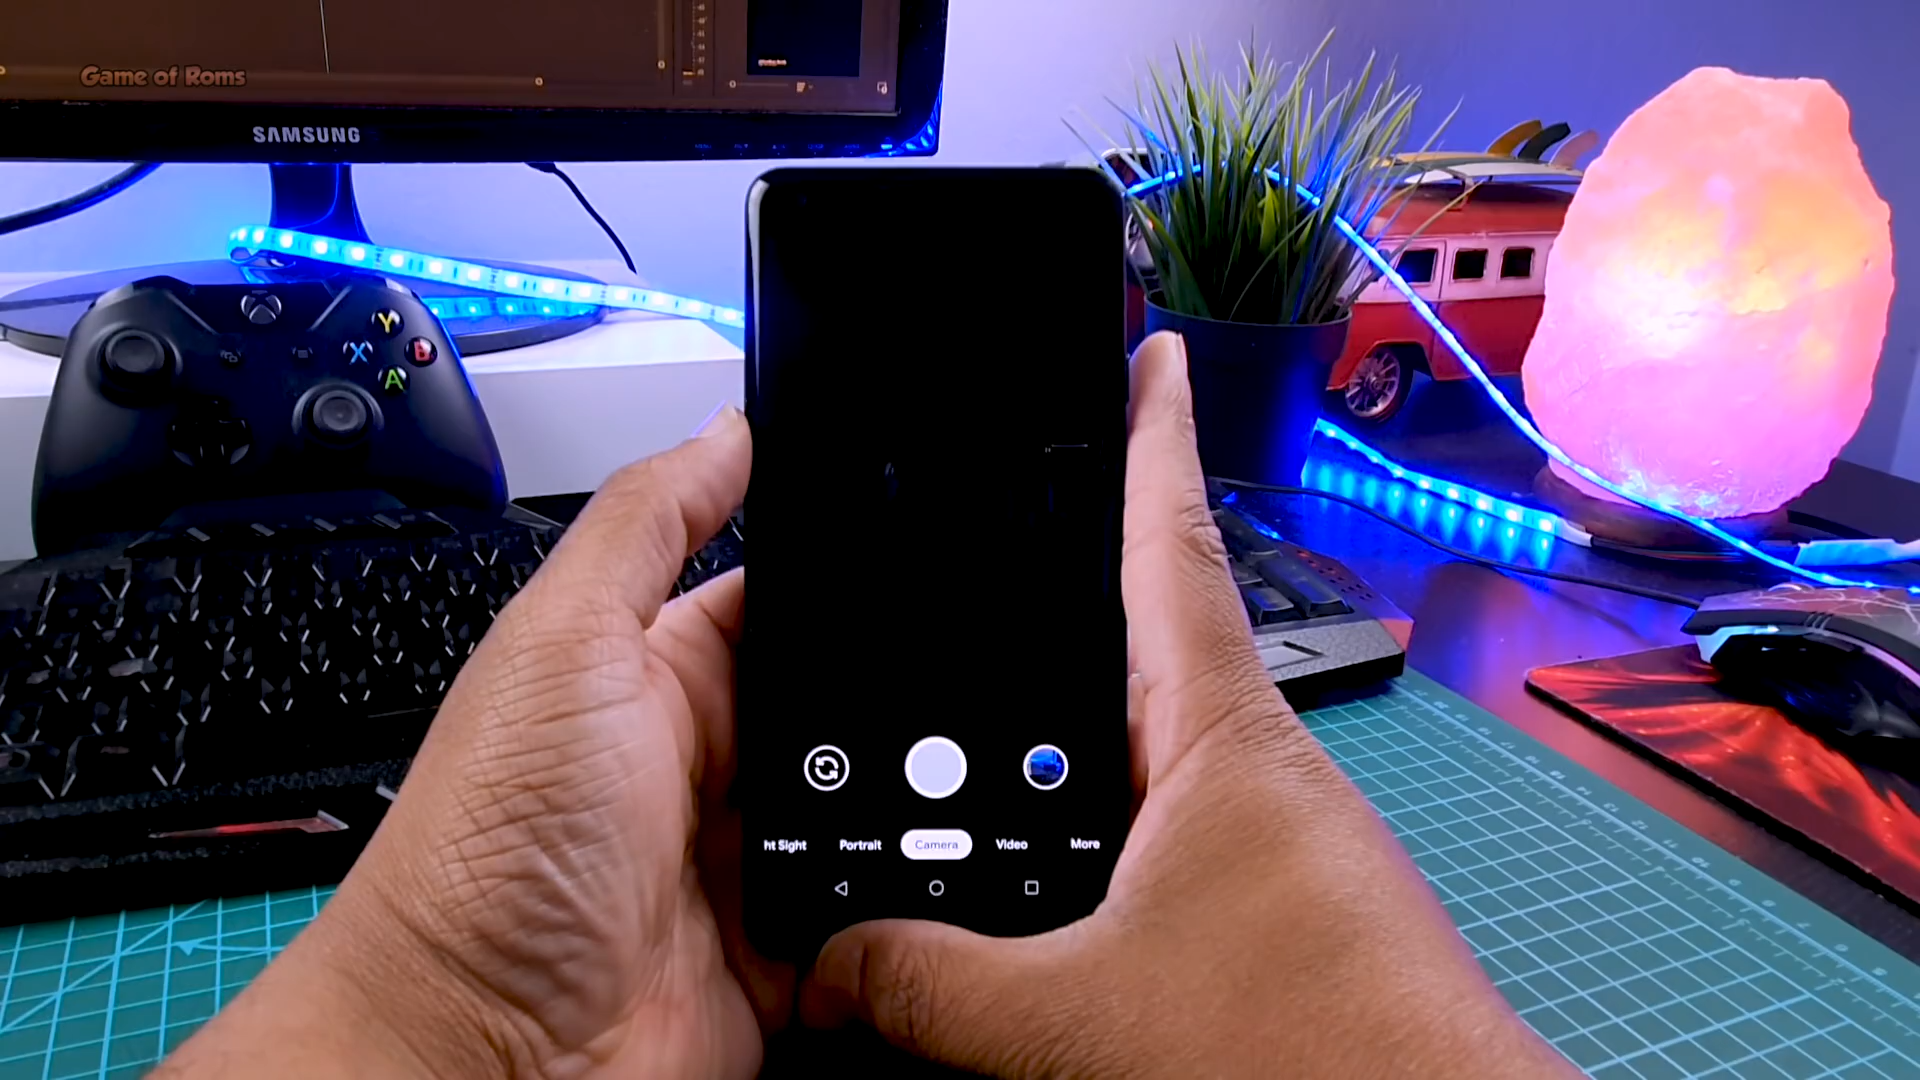 Game of Roms
SAMSUNG
Y
X
B
A
ht Sight
Portrait
Camera
Video
More